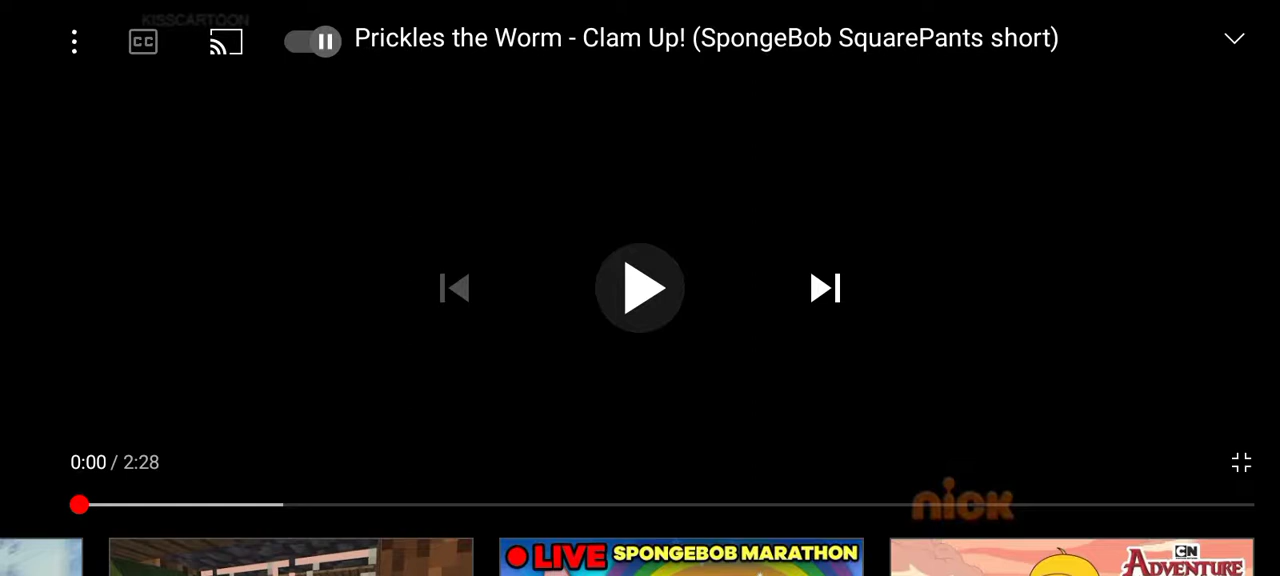 KISSCARTOON
CC
Prickles the Worm - Clam Up! (SpongeBob SquarePants short)
0:00 / 2:28
nick
LIVE SPONGEBOB MARATHON
CN
ADVENTURE